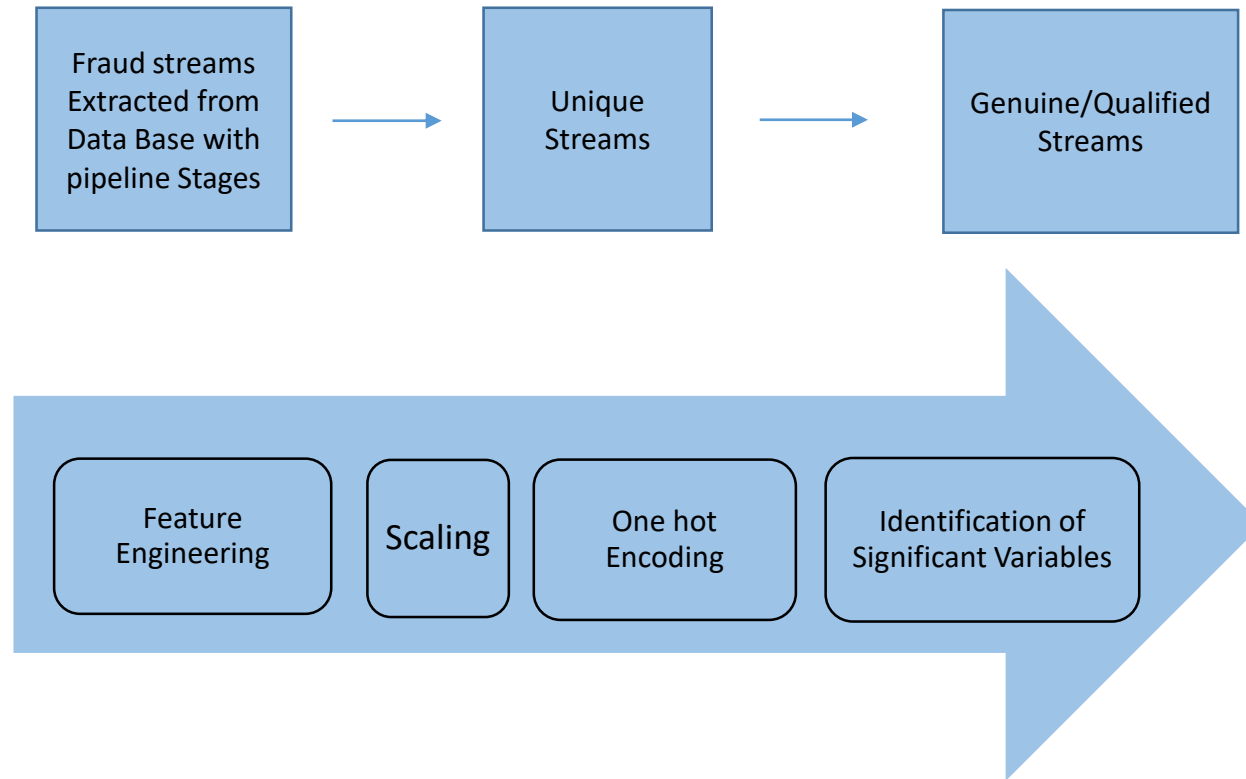 Fraud streams
Extracted from
Data Base with
pipeline Stages
Unique
Streams
Genuine/Qualified
Streams
Feature
Engineering
Scaling
One hot
Encoding
Identification of
Significant Variables